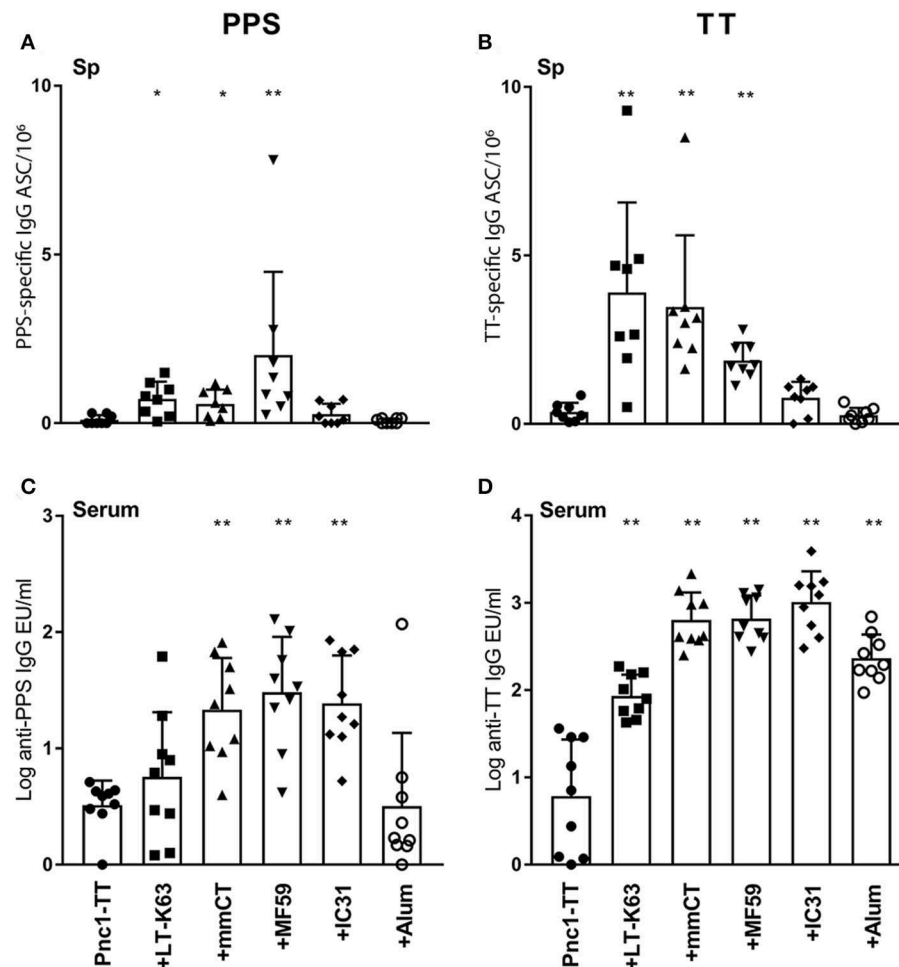 PPS
TT
A
B
Sp
Sp
* * **
** ** **
10
5
0
10
5
0
PPS-specific IgG ASC/10⁶
TT-specific IgG ASC/10⁶
C
D
Serum
Serum
** ** **
** ** ** ** **
3
2
1
0
4
3
2
1
0
Log anti-PPS IgG EU/ml
Log anti-TT IgG EU/ml
Pnc1-TT
+LT-K63
+mmCT
+MF59
+IC31
+Alum
Pnc1-TT
+LT-K63
+mmCT
+MF59
+IC31
+Alum